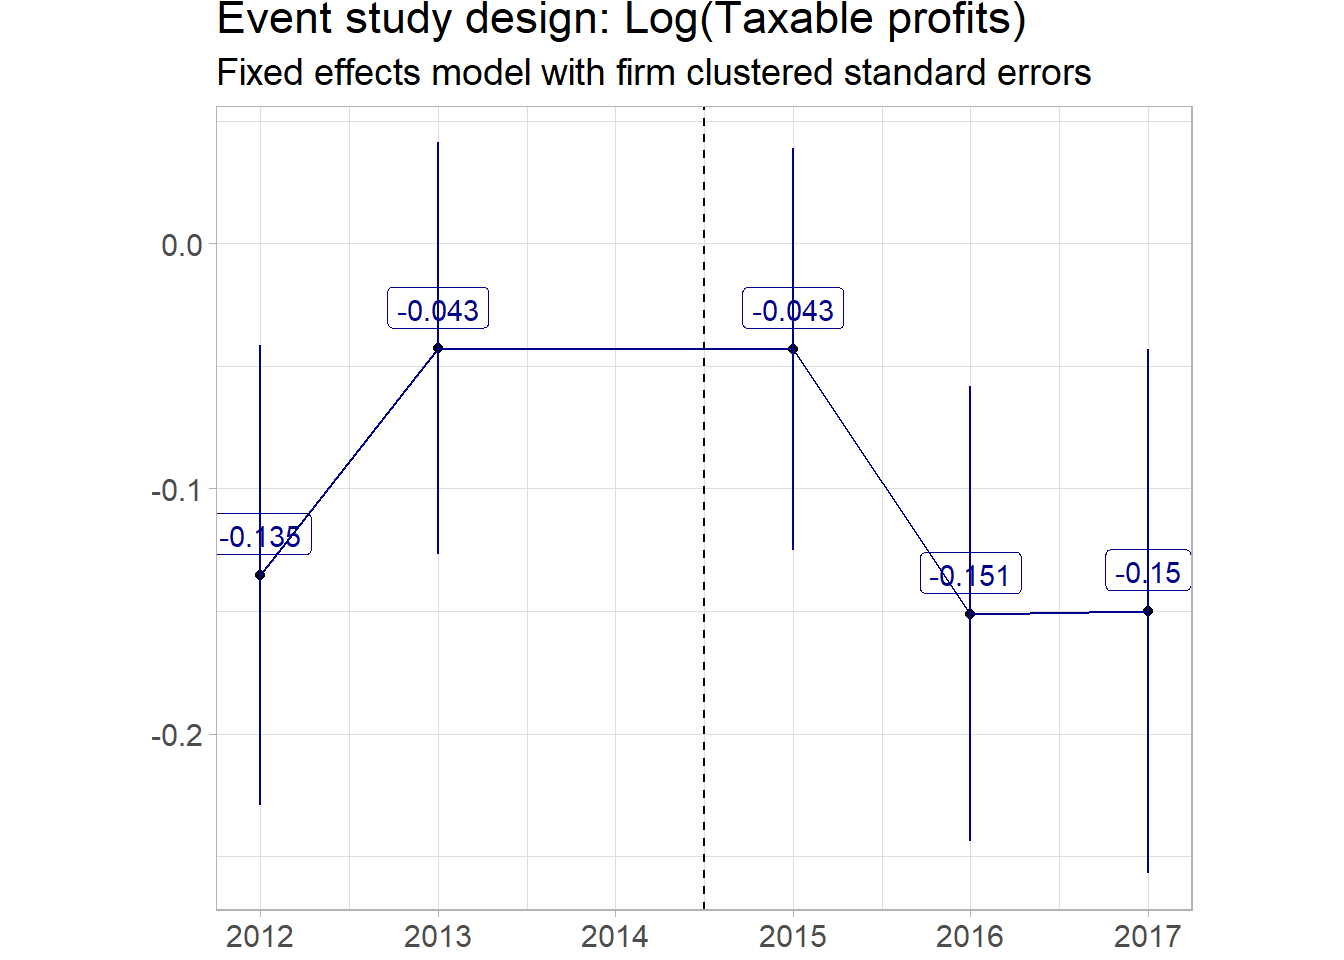 Event study design: Log(Taxable profits)
Fixed effects model with firm clustered standard errors
0.0
-0.043
-0.043
-0.1
-0.135
-0.151
-0.15
-0.2
2012 2013 2014 2015 2016 2017